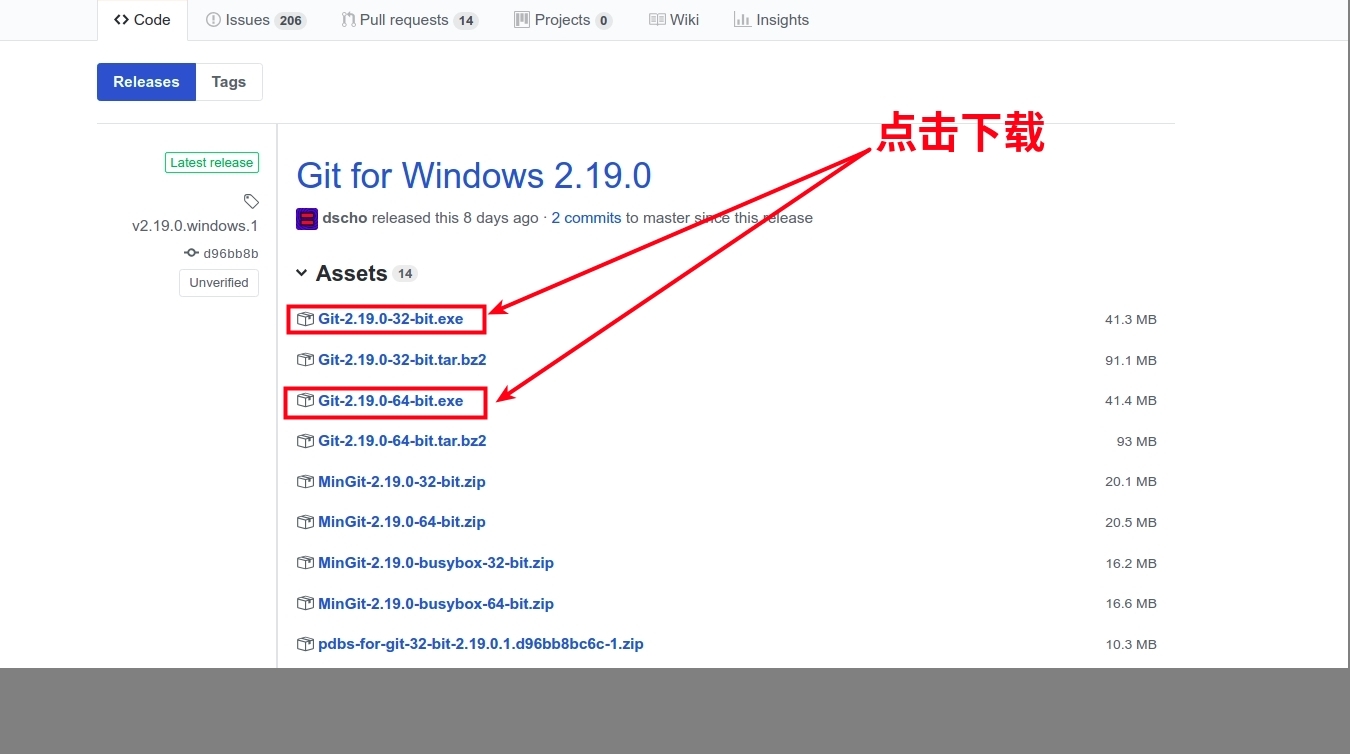 Code Issues 206 Pull requests 14 Projects 0 Wiki Insights
Releases Tags
点击下载
Latest release
v2.19.0.windows.1
d96bb8b
Unverified
Git for Windows 2.19.0
dscho released this 8 days ago · 2 commits to master since this release
Assets 14
Git-2.19.0-32-bit.exe 41.3 MB
Git-2.19.0-32-bit.tar.bz2 91.1 MB
Git-2.19.0-64-bit.exe 41.4 MB
Git-2.19.0-64-bit.tar.bz2 93 MB
MinGit-2.19.0-32-bit.zip 20.1 MB
MinGit-2.19.0-64-bit.zip 20.5 MB
MinGit-2.19.0-busybox-32-bit.zip 16.2 MB
MinGit-2.19.0-busybox-64-bit.zip 16.6 MB
pdbs-for-git-32-bit-2.19.0.1.d96bb8bc6c-1.zip 10.3 MB